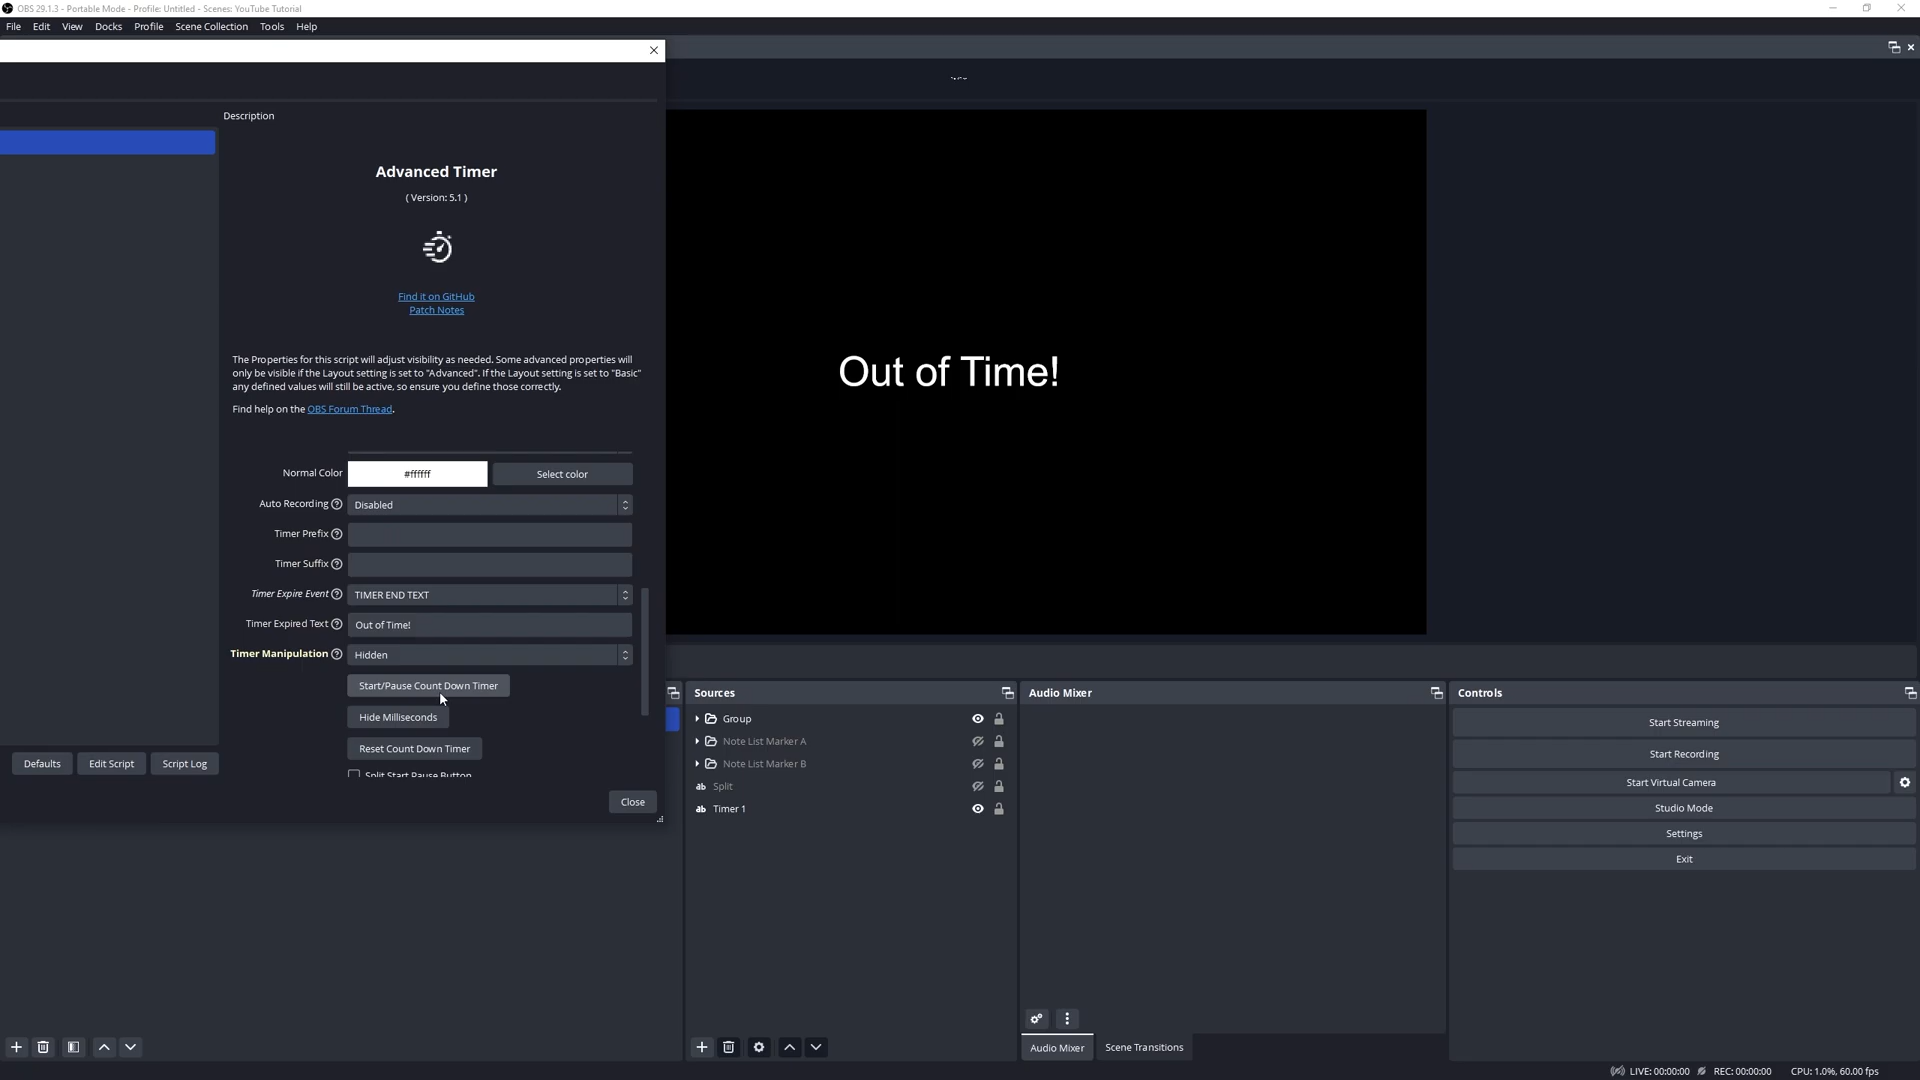 OBS 29.1.3 - Portable Mode - Profile: Untitled - Scenes: YouTube Tutorial
File Edit View Docks Profile Scene Collection Tools Help
Description
Advanced Timer
( Version: 5.1 )
Find it on GitHub
Patch Notes
The Properties for this script will adjust visibility as needed. Some advanced properties will
only be visible if the Layout setting is set to "Advanced". If the Layout setting is set to "Basic"
any defined values will still be active, so ensure you define those correctly.
Find help on the OBS Forum Thread.
Normal Color #ffffff Select color
Auto Recording Disabled
Timer Prefix
Timer Suffix
Timer Expire Event TIMER END TEXT
Timer Expired Text Out of Time!
Timer Manipulation Hidden
Start/Pause Count Down Timer
Hide Milliseconds
Reset Count Down Timer
Split Start Pause Button
Defaults Edit Script Script Log
Close
Out of Time!
Sources
Group
Note List Marker A
Note List Marker B
ab Split
ab Timer 1
Audio Mixer
Audio Mixer Scene Transitions
Controls
Start Streaming
Start Recording
Start Virtual Camera
Studio Mode
Settings
Exit
LIVE: 00:00:00 REC: 00:00:00 CPU: 1.0%, 60.00 fps